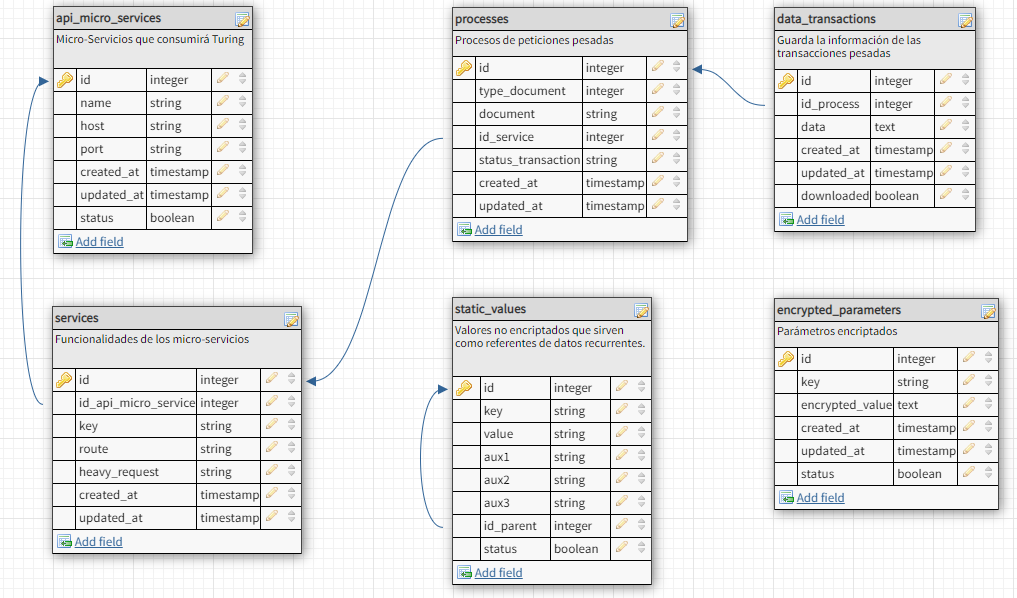 api_micro_services
Micro-Servicios que consumirá Turing
id integer
name string
host string
port string
created_at timestamp
updated_at timestamp
status boolean
Add field
processes
Procesos de peticiones pesadas
id integer
type_document integer
document string
id_service integer
status_transaction string
created_at timestamp
updated_at timestamp
Add field
data_transactions
Guarda la información de las
transacciones pesadas
id integer
id_process integer
data text
created_at timestamp
updated_at timestamp
downloaded boolean
Add field
services
Funcionalidades de los micro-servicios
id integer
id_api_micro_service integer
key string
route string
heavy_request string
created_at timestamp
updated_at timestamp
Add field
static_values
Valores no encriptados que sirven
como referentes de datos recurrentes.
id integer
key string
value string
aux1 string
aux2 string
aux3 string
id_parent integer
status boolean
Add field
encrypted_parameters
Parámetros encriptados
id integer
key string
encrypted_value text
created_at timestamp
updated_at timestamp
status boolean
Add field